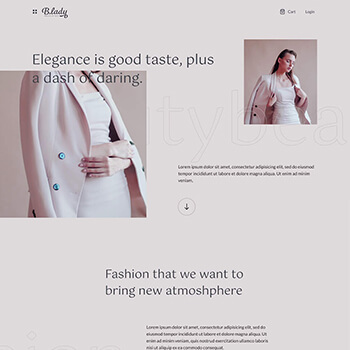 B.lady
Cart Login
Elegance is good taste, plus
a dash of daring.
Lorem ipsum dolor sit amet, consectetur adipiscing elit, sed do eiusmod
tempor incididunt ut labore et dolore magna aliqua. Ut enim ad minim
veniam.
Fashion that we want to
bring new atmoshphere
Lorem ipsum dolor sit amet, consectetur
adipiscing elit, sed do eiusmod tempor incididunt
ut labore et dolore magna aliqua. Ut enim ad
minim veniam, quis nostrud exercitation ullamco laboris nisi
ut aliquip ex ea commodo consequat.